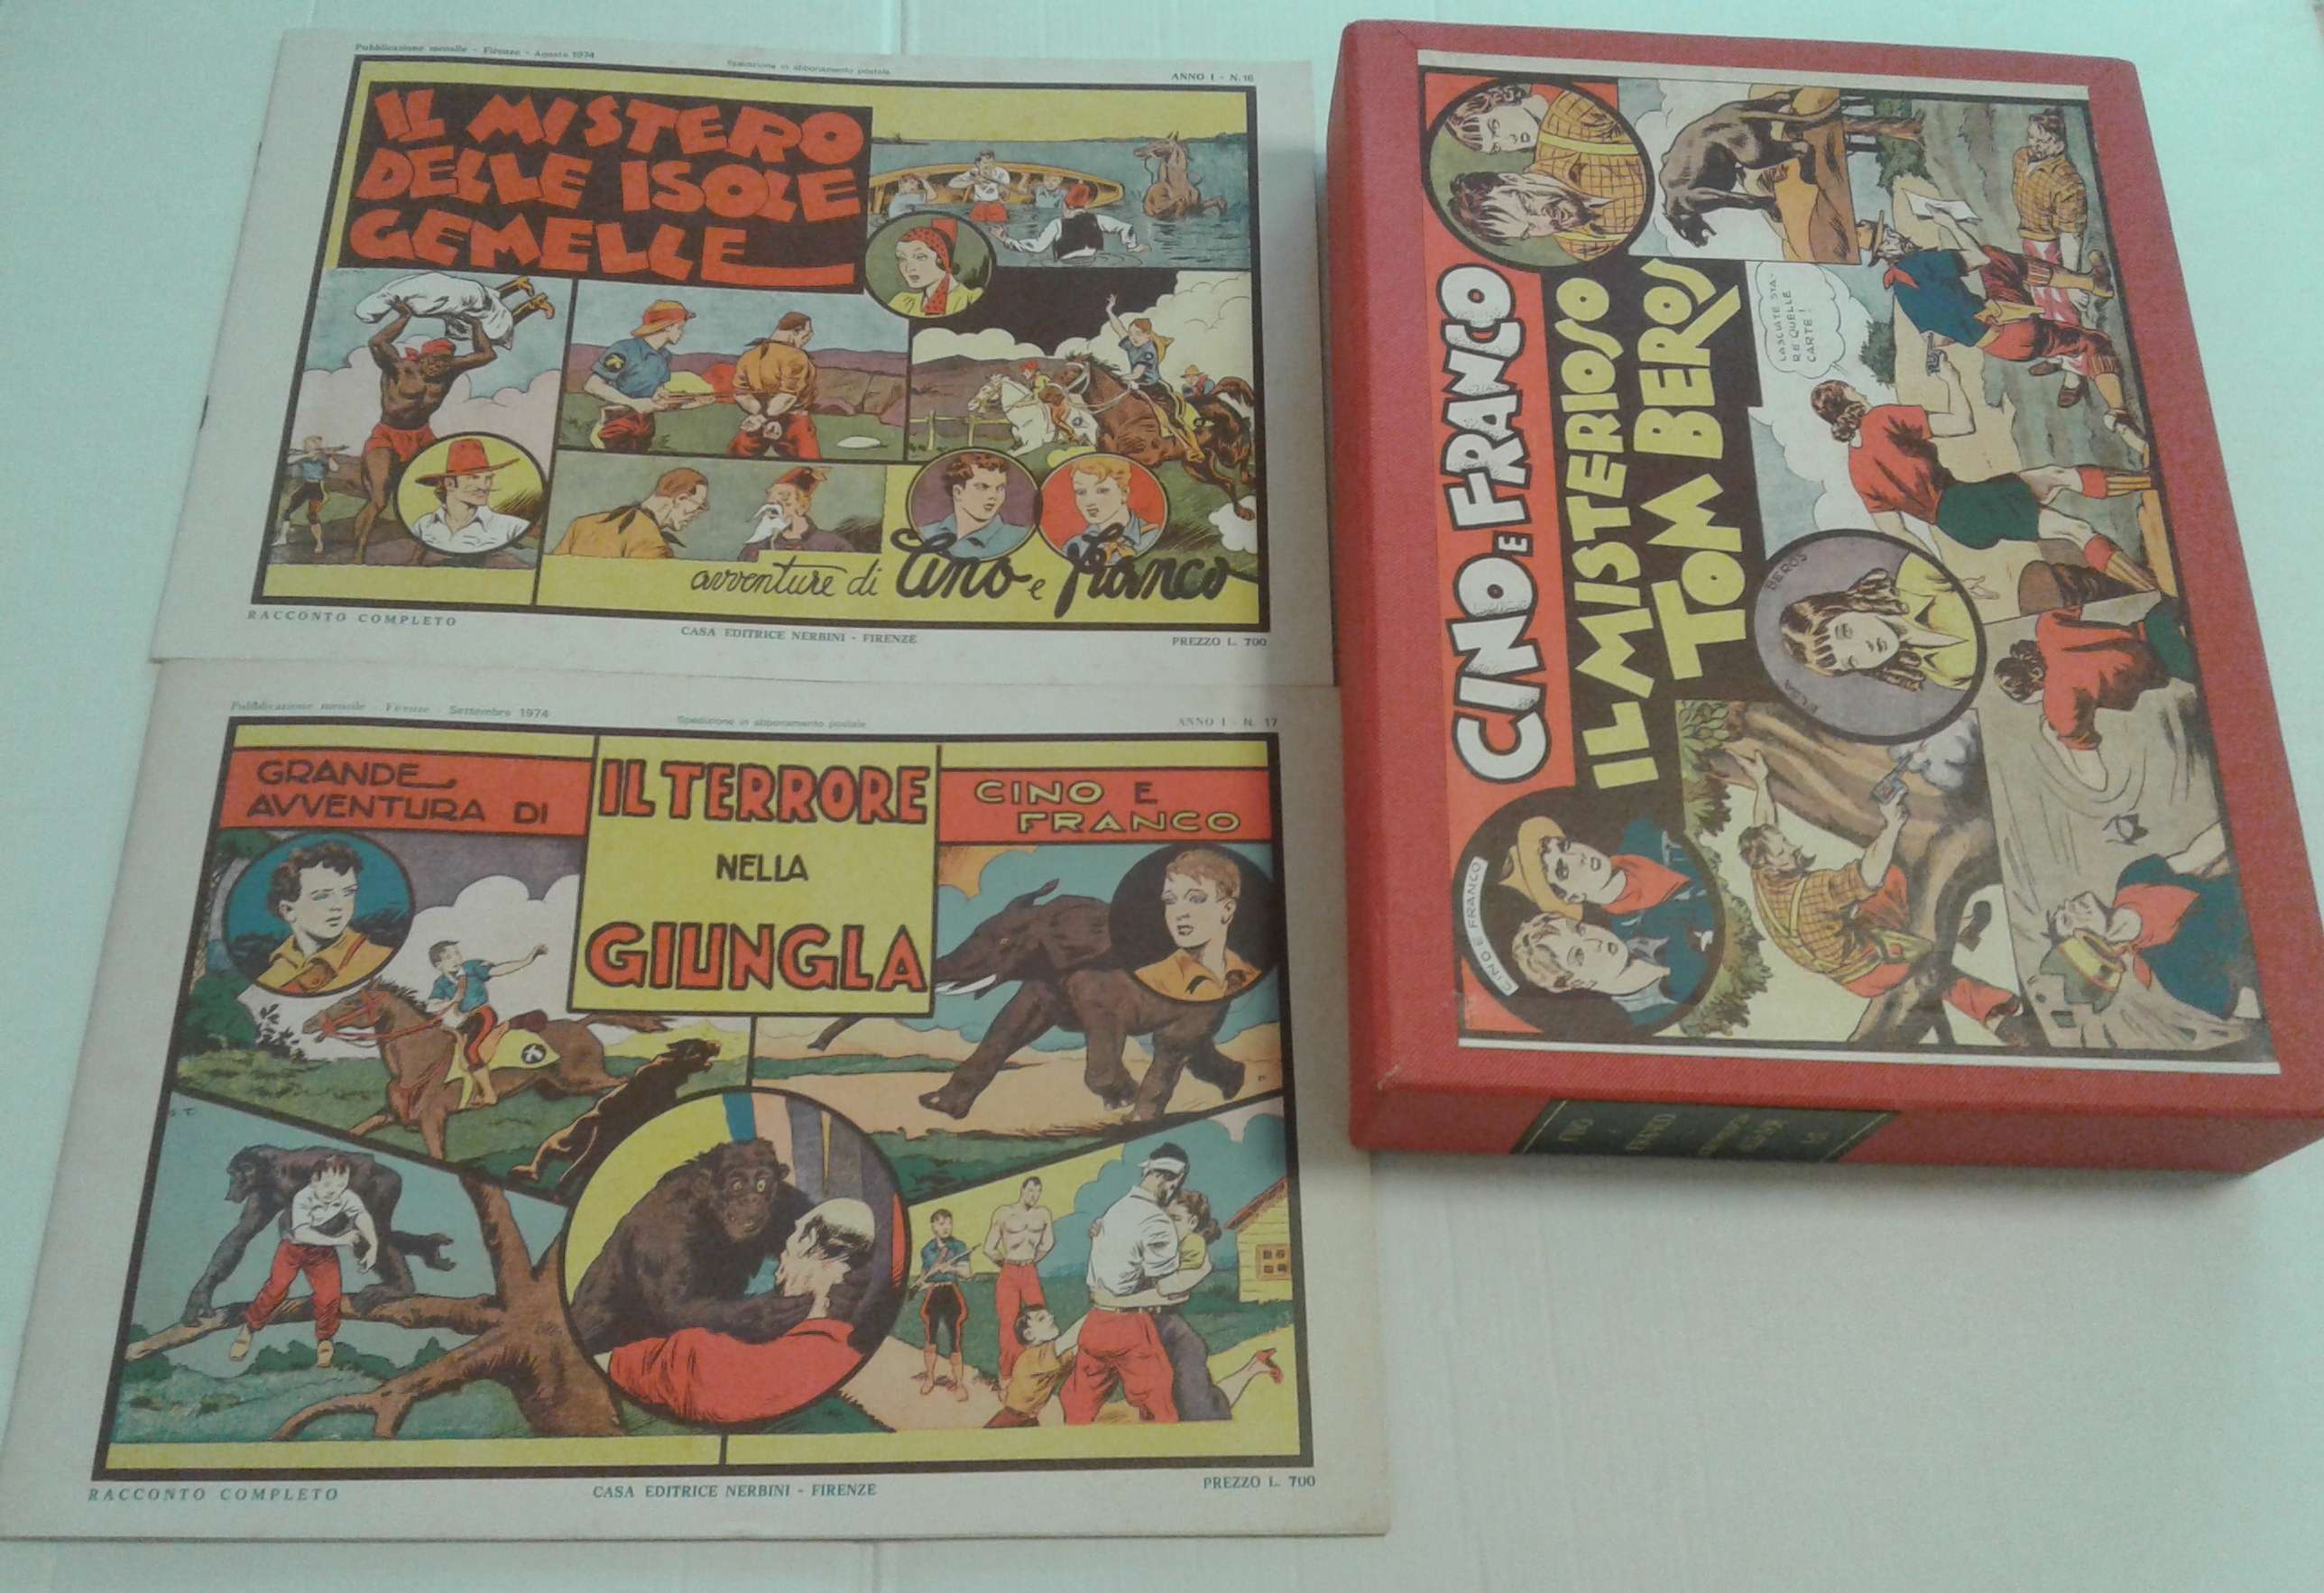 Pubblicazione mensile - Firenze - Agosto 1974
Spedizione in abbonamento postale
ANNO I - N. 16
IL MISTERO
DELLE ISOLE
GEMELLE
avventure di Cino e Franco
RACCONTO COMPLETO
CASA EDITRICE NERBINI - FIRENZE
PREZZO L. 700
Pubblicazione mensile - Firenze - Settembre 1974
Spedizione in abbonamento postale
ANNO I - N. 17
GRANDE
AVVENTURA DI
IL TERRORE
NELLA
GIUNGLA
CINO E
FRANCO
RACCONTO COMPLETO
CASA EDITRICE NERBINI - FIRENZE
PREZZO L. 700
CINO E FRANCO
IL MISTERIOSO
TOM BEROS
LASCIATE STA-
RE QUELLE
CARTE!
ELSA BEROS
CINO E FRANCO
CINO
FRANCO